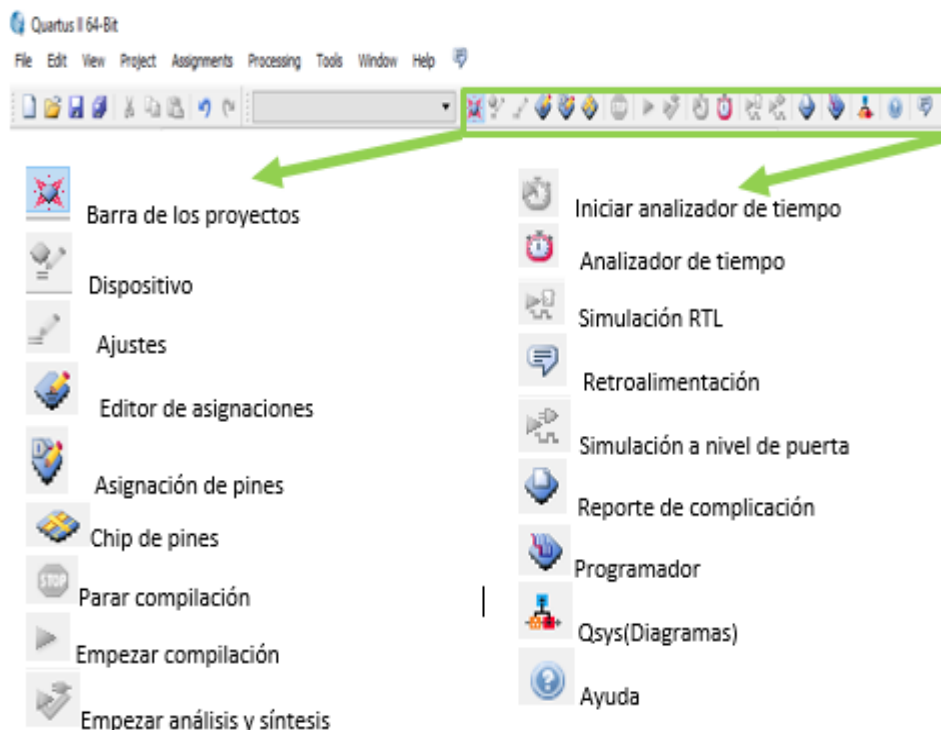 Quartus II 64-Bit
File Edit View Project Assignments Processing Tools Window Help
Barra de los proyectos
Dispositivo
Ajustes
Editor de asignaciones
Asignación de pines
Chip de pines
STOP
Parar compilación
Empezar compilación
Empezar análisis y síntesis
Iniciar analizador de tiempo
Analizador de tiempo
Simulación RTL
Retroalimentación
Simulación a nivel de puerta
Reporte de complicación
Programador
Qsys(Diagramas)
Ayuda